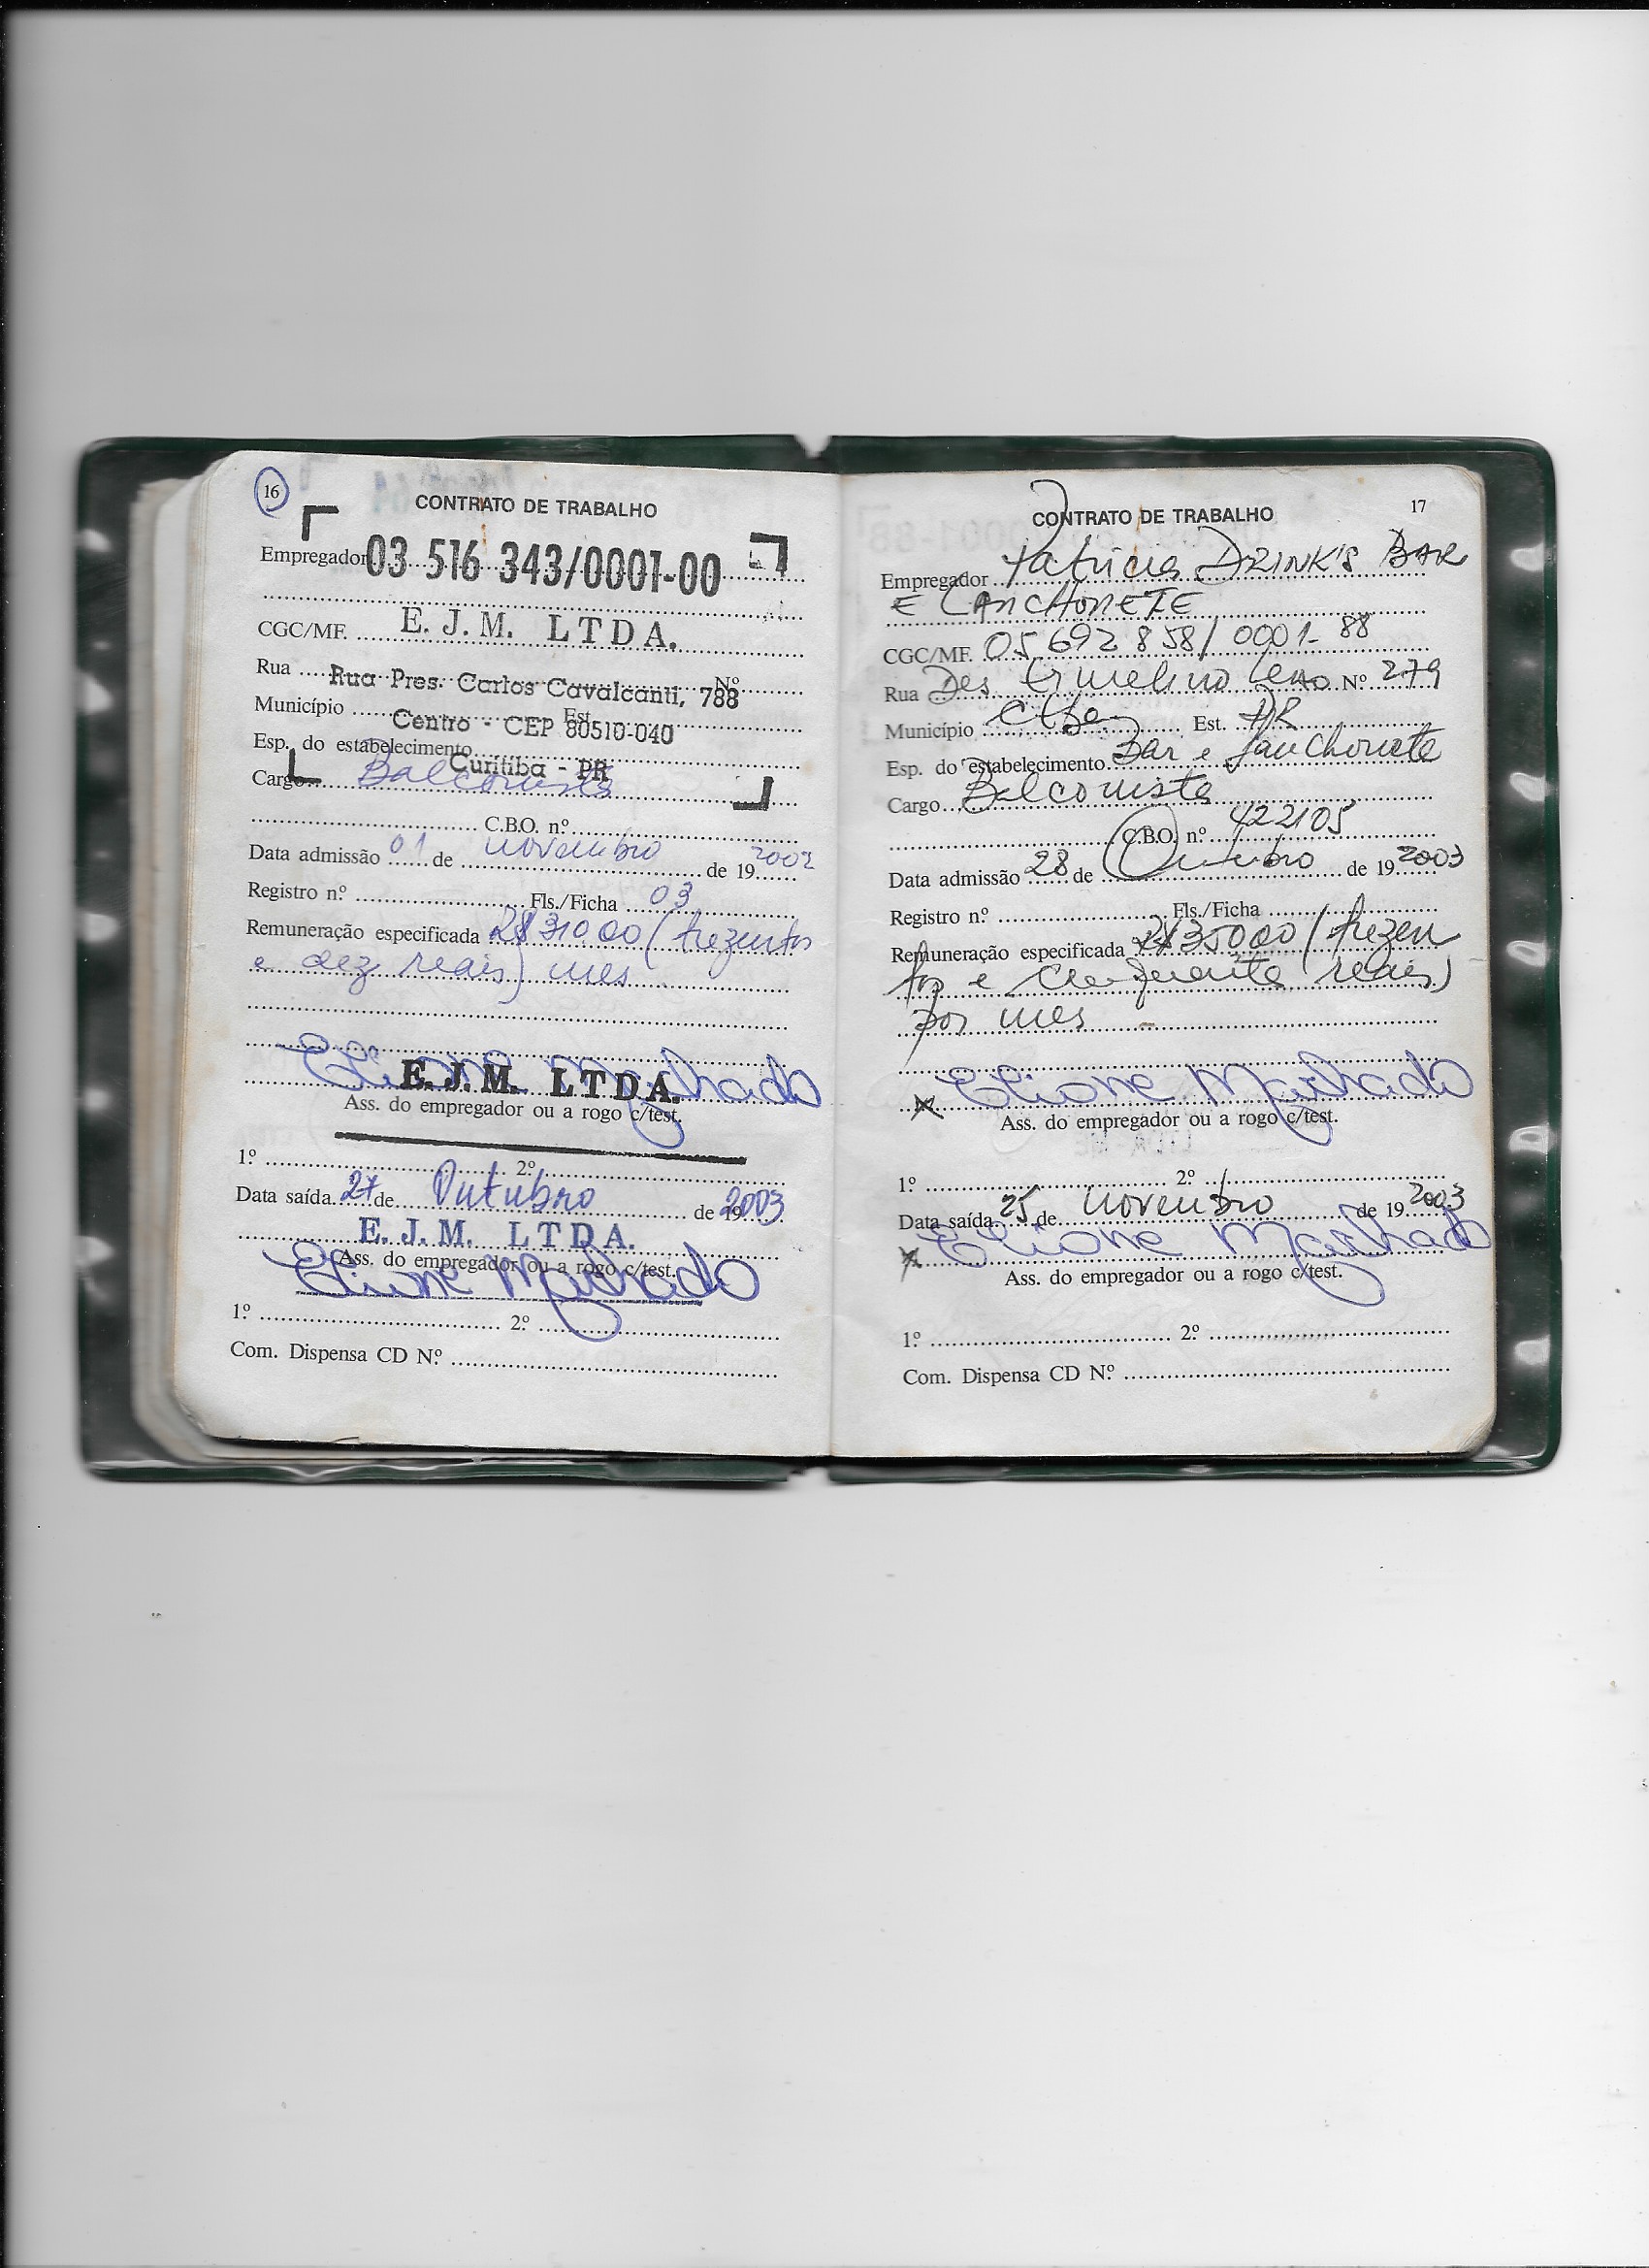 16
CONTRATO DE TRABALHO
Empregador 03 516 343/0001-00
CGC/MF. E. J. M. LTDA.
Rua Rua Pres. Carlos Cavalcanti, 788 Nº
Município Centro - CEP 80510-040 Est.
Esp. do estabelecimento Curitiba - PR
Cargo Balconista
C.B.O. nº
Data admissão 01 de novembro de 19 2002
Registro nº Fls./Ficha 03
Remuneração especificada R$ 310,00 (trezentos
e dez reais) mes
Elione Machado
E. J. M. LTDA.
Ass. do empregador ou a rogo c/test.
1º 2º
Data saída 27 de Outubro de 19 2003
E. J. M. LTDA.
Ass. do empregador ou a rogo c/test.
Elione Machado
1º 2º
Com. Dispensa CD Nº
17
CONTRATO DE TRABALHO
Empregador Patricia DRINK'S BAR
E LANCHONETE
CGC/MF. 05 692 858/0001-88
Rua Des Ermelino Leão Nº 279
Município Ctba Est. PR
Esp. do estabelecimento Bar e Lanchonete
Cargo Balconista
C.B.O. nº 422105
Data admissão 28 de Outubro de 19 2003
Registro nº Fls./Ficha
Remuneração especificada R$ 350,00 (trezen
tos e cinquenta reais)
por mes
x Elione Machado
Ass. do empregador ou a rogo c/test.
1º 2º
Data saída 25 de novembro de 19 2003
x Elione Machado
Ass. do empregador ou a rogo c/test.
1º 2º
Com. Dispensa CD Nº